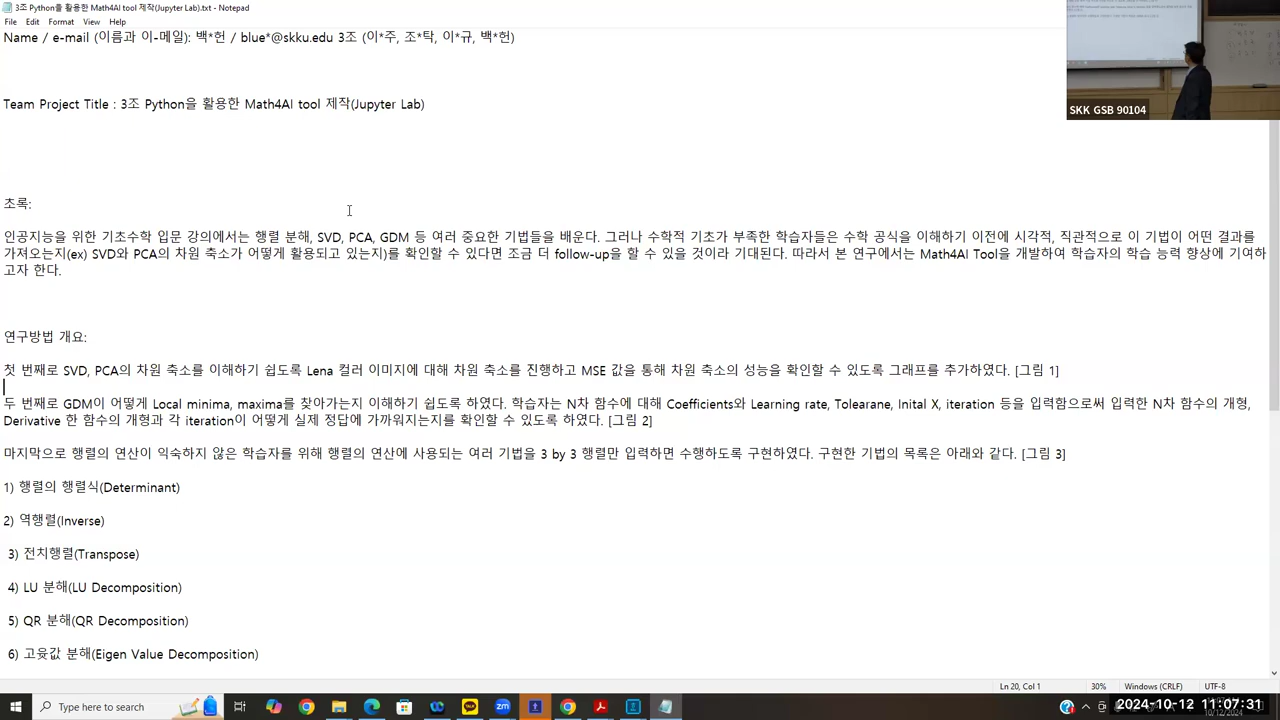 3조 Python을 활용한 Math4AI tool 제작(Jupyter Lab).txt - Notepad
File Edit Format View Help
Name / e-mail (이름과 이-메일): 백*헌 / blue*@skku.edu 3조 (이*주, 조*탁, 이*규, 백*헌)
SKK GSB 90104
Team Project Title : 3조 Python을 활용한 Math4AI tool 제작(Jupyter Lab)
초록:
인공지능을 위한 기초수학 입문 강의에서는 행렬 분해, SVD, PCA, GDM 등 여러 중요한 기법들을 배운다. 그러나 수학적 기초가 부족한 학습자들은 수학 공식을 이해하기 이전에 시각적, 직관적으로 이 기법이 어떤 결과를
가져오는지(ex) SVD와 PCA의 차원 축소가 어떻게 활용되고 있는지)를 확인할 수 있다면 조금 더 follow-up을 할 수 있을 것이라 기대된다. 따라서 본 연구에서는 Math4AI Tool을 개발하여 학습자의 학습 능력 향상에 기여하
고자 한다.
연구방법 개요:
첫 번째로 SVD, PCA의 차원 축소를 이해하기 쉽도록 Lena 컬러 이미지에 대해 차원 축소를 진행하고 MSE 값을 통해 차원 축소의 성능을 확인할 수 있도록 그래프를 추가하였다. [그림 1]
두 번째로 GDM이 어떻게 Local minima, maxima를 찾아가는지 이해하기 쉽도록 하였다. 학습자는 N차 함수에 대해 Coefficients와 Learning rate, Tolearane, Inital X, iteration 등을 입력함으로써 입력한 N차 함수의 개형,
Derivative 한 함수의 개형과 각 iteration이 어떻게 실제 정답에 가까워지는지를 확인할 수 있도록 하였다. [그림 2]
마지막으로 행렬의 연산이 익숙하지 않은 학습자를 위해 행렬의 연산에 사용되는 여러 기법을 3 by 3 행렬만 입력하면 수행하도록 구현하였다. 구현한 기법의 목록은 아래와 같다. [그림 3]
1) 행렬의 행렬식(Determinant)
2) 역행렬(Inverse)
3) 전치행렬(Transpose)
4) LU 분해(LU Decomposition)
5) QR 분해(QR Decomposition)
6) 고윳값 분해(Eigen Value Decomposition)
Ln 20, Col 1 30% Windows (CRLF) UTF-8
Type here to search
2024-10-12 11:07:31